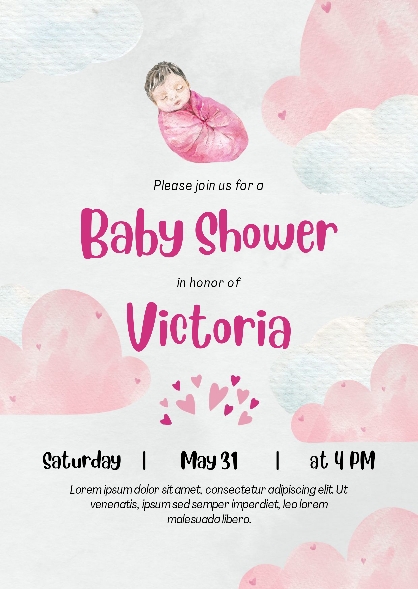 Please join us for a
Baby Shower
in honor of
Victoria
Saturday | May 31 | at 4 PM
Lorem ipsum dolor sit amet, consectetur adipiscing elit. Ut
venenatis, ipsum sed semper imperdiet, leo lorem
malesuada libero.